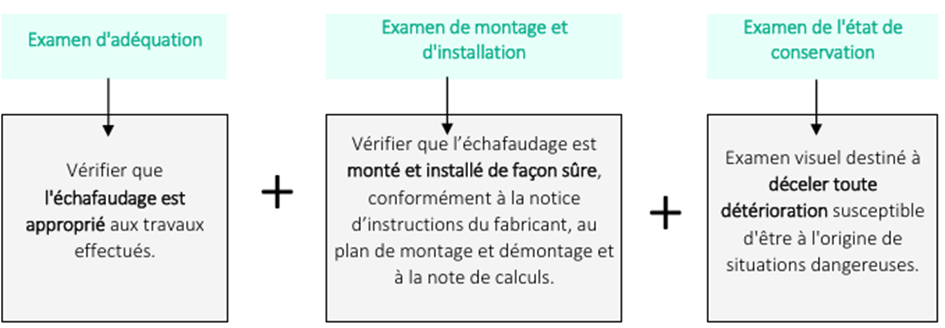 Examen d'adéquation
Vérifier que
l'échafaudage est
approprié aux travaux
effectués.
+
Examen de montage et
d'installation
Vérifier que l’échafaudage est
monté et installé de façon sûre,
conformément à la notice
d’instructions du fabricant, au
plan de montage et démontage et
à la note de calculs.
+
Examen de l'état de
conservation
Examen visuel destiné à
déceler toute
détérioration susceptible
d'être à l'origine de
situations dangereuses.